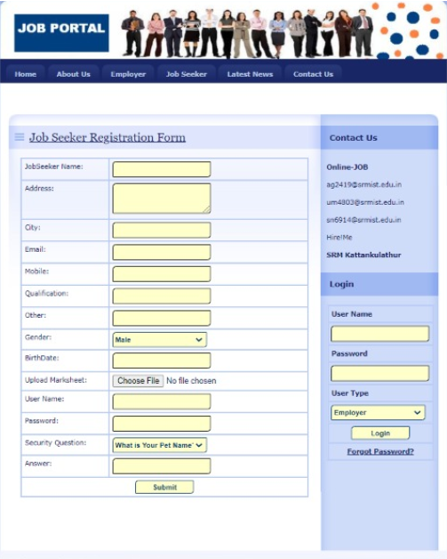 JOB PORTAL
Home About Us Employer Job Seeker Latest News Contact Us
Job Seeker Registration Form
JobSeeker Name:
Address:
City:
Email:
Mobile:
Qualification:
Other:
Gender: Male
BirthDate:
Upload Marksheet: Choose File No file chosen
User Name:
Password:
Security Question: What is Your Pet Name'
Answer:
Submit
Contact Us
Online-JOB
ag2419@srmist.edu.in
um4803@srmist.edu.in
sn6914@srmist.edu.in
Hire!Me
SRM Kattankulathur
Login
User Name
Password
User Type
Employer
Login
Forgot Password?